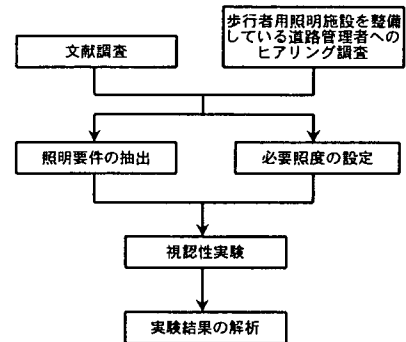 文献調査
歩行者用照明施設を整備
している道路管理者への
ヒアリング調査
照明要件の抽出
必要照度の設定
視認性実験
実験結果の解析